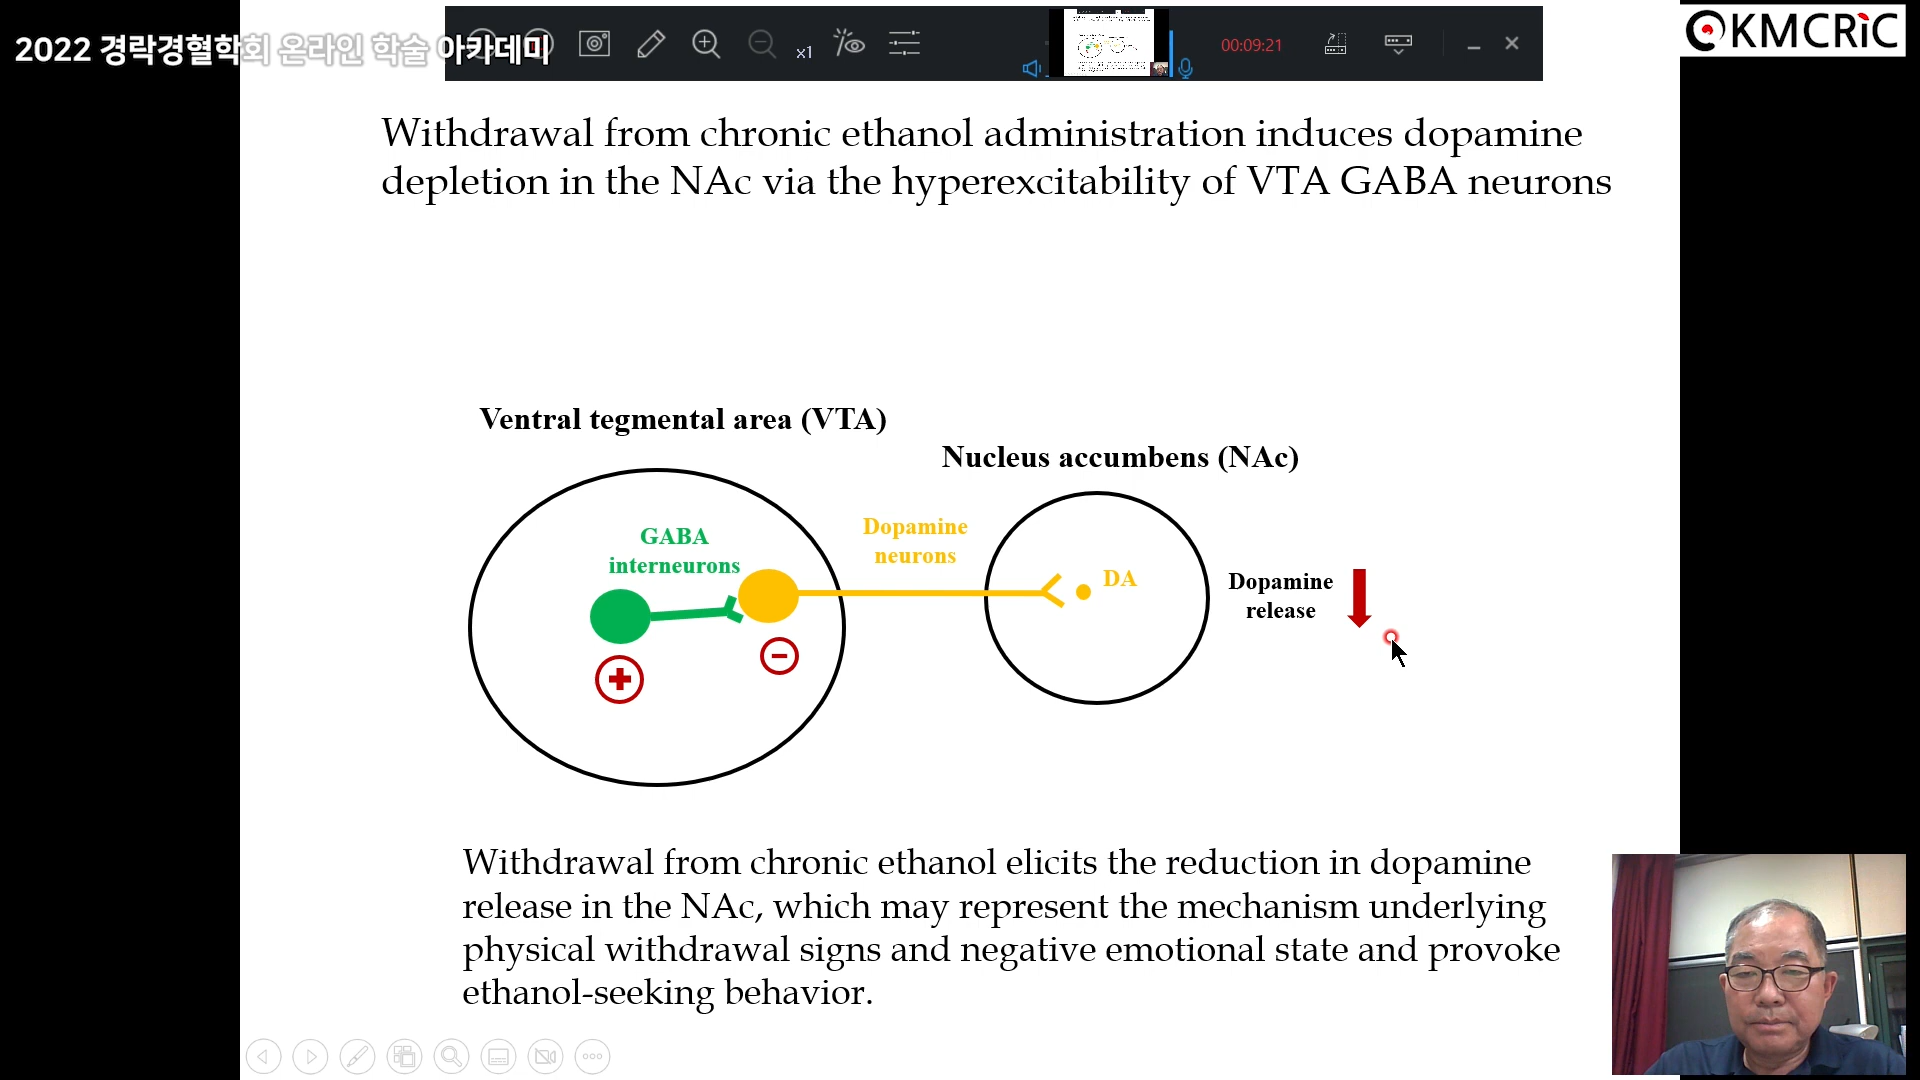 2022 경락경혈학회 온라인 학술 아카데미
x1
00:09:21
KMCRiC
Withdrawal from chronic ethanol administration induces dopamine
depletion in the NAc via the hyperexcitability of VTA GABA neurons
Ventral tegmental area (VTA)
Nucleus accumbens (NAc)
GABA
interneurons
Dopamine
neurons
DA
Dopamine
release
Withdrawal from chronic ethanol elicits the reduction in dopamine
release in the NAc, which may represent the mechanism underlying
physical withdrawal signs and negative emotional state and provoke
ethanol-seeking behavior.